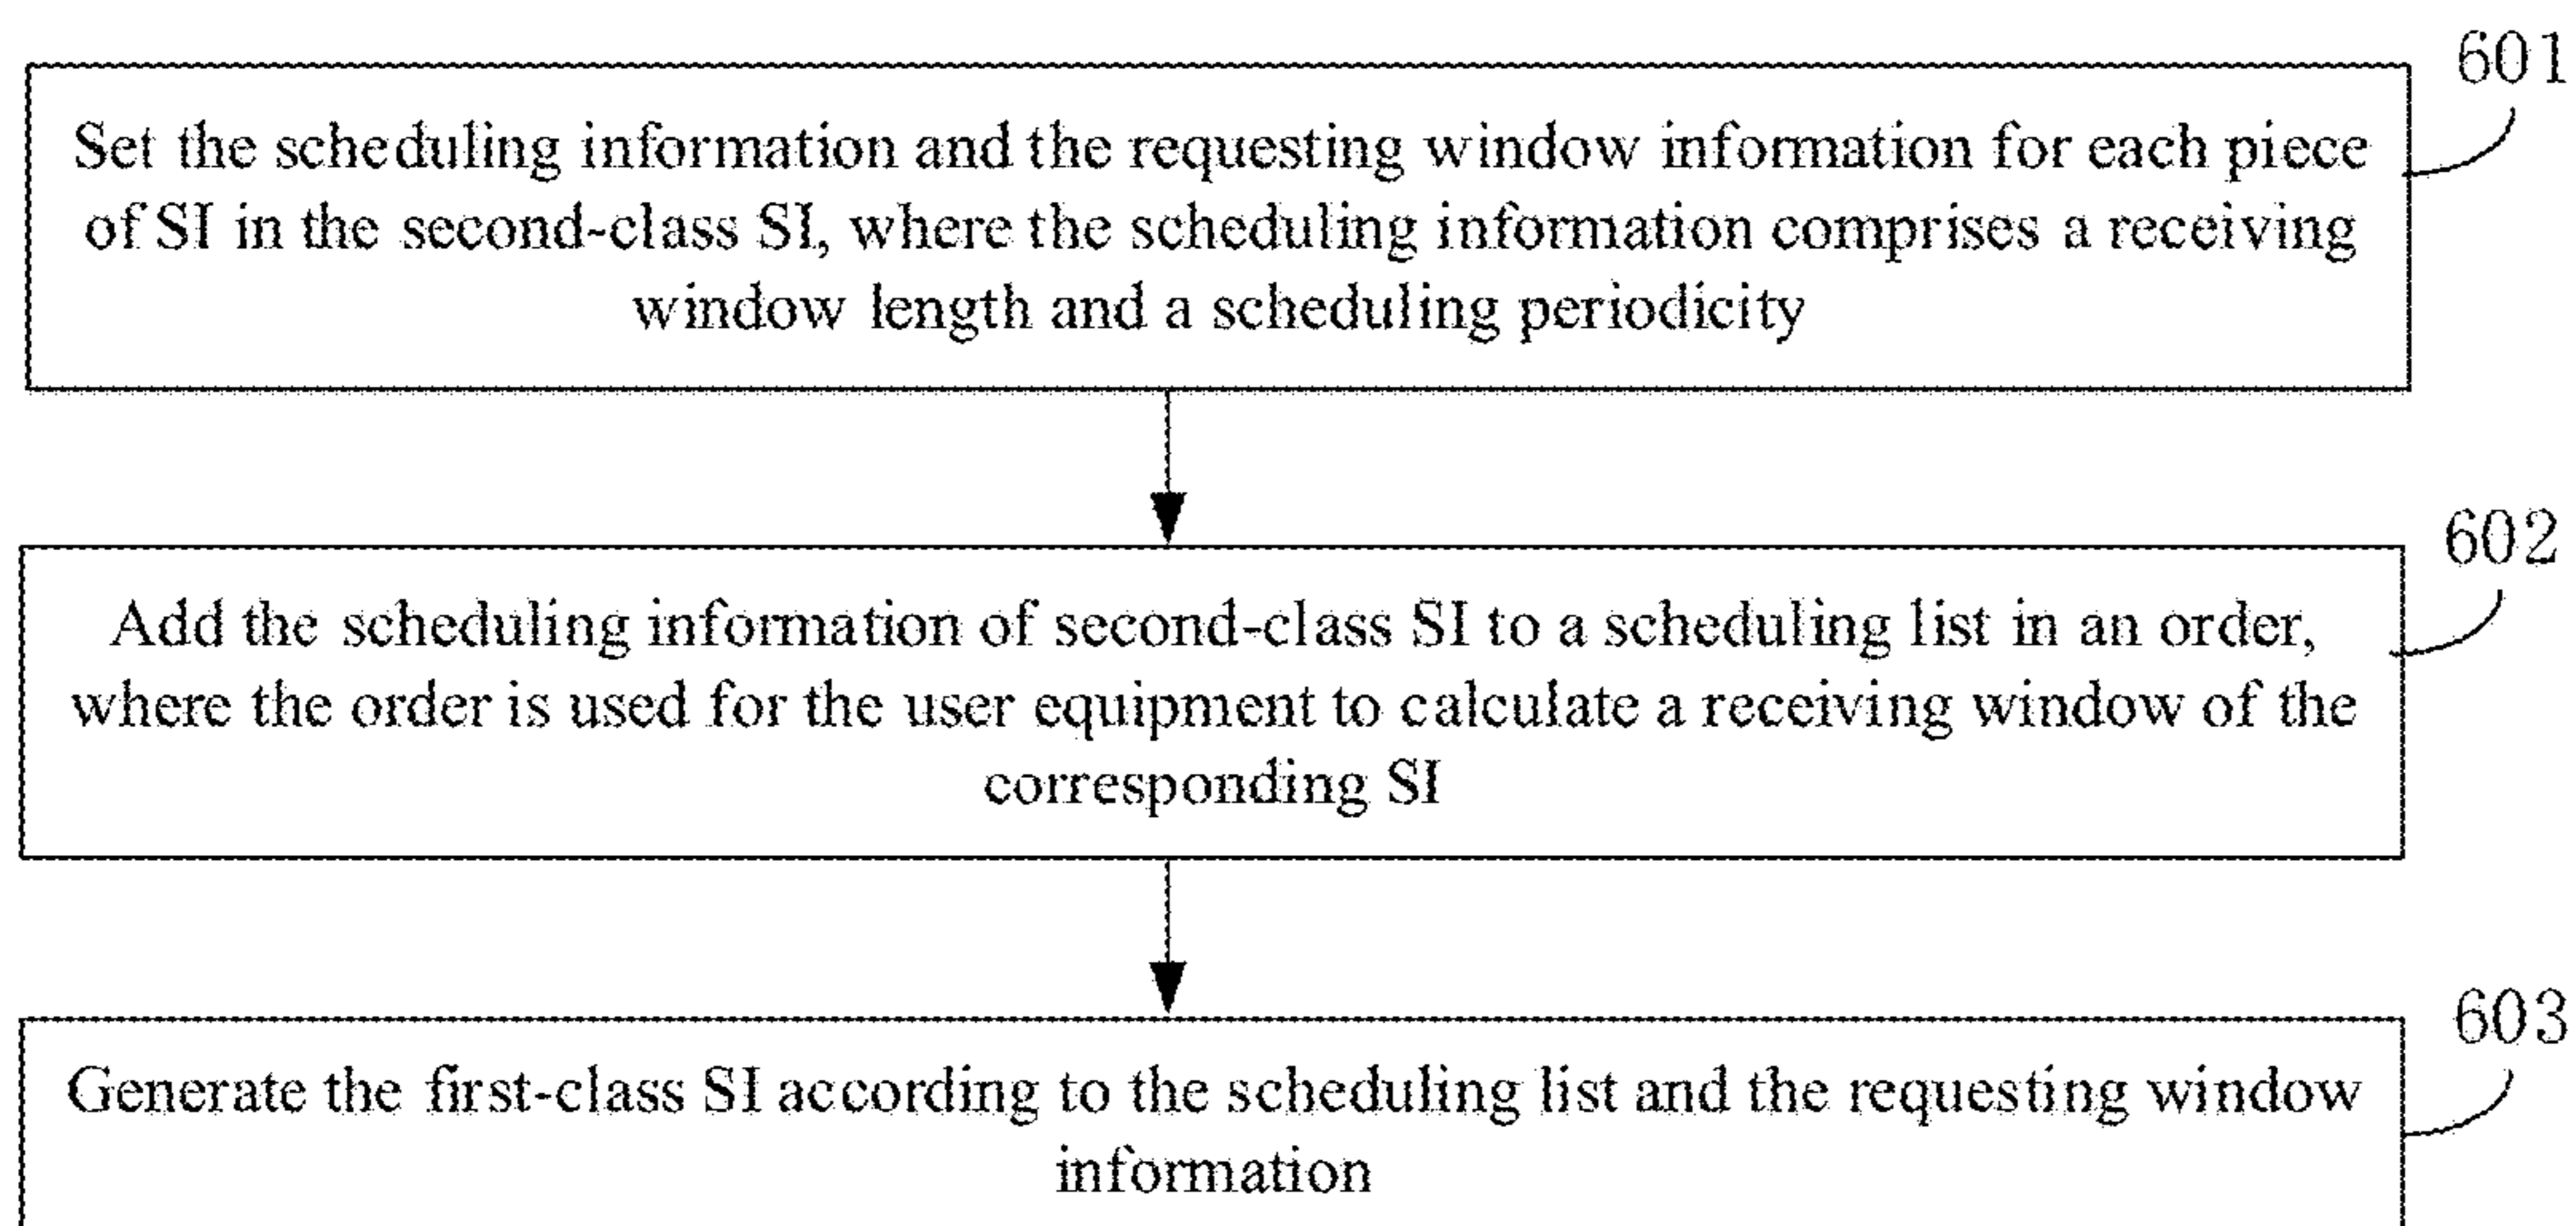 601
Set the scheduling information and the requesting window information for each piece
of SI in the second-class SI, where the scheduling information comprises a receiving
window length and a scheduling periodicity
602
Add the scheduling information of second-class SI to a scheduling list in an order,
where the order is used for the user equipment to calculate a receiving window of the
corresponding SI
603
Generate the first-class SI according to the scheduling list and the requesting window
information